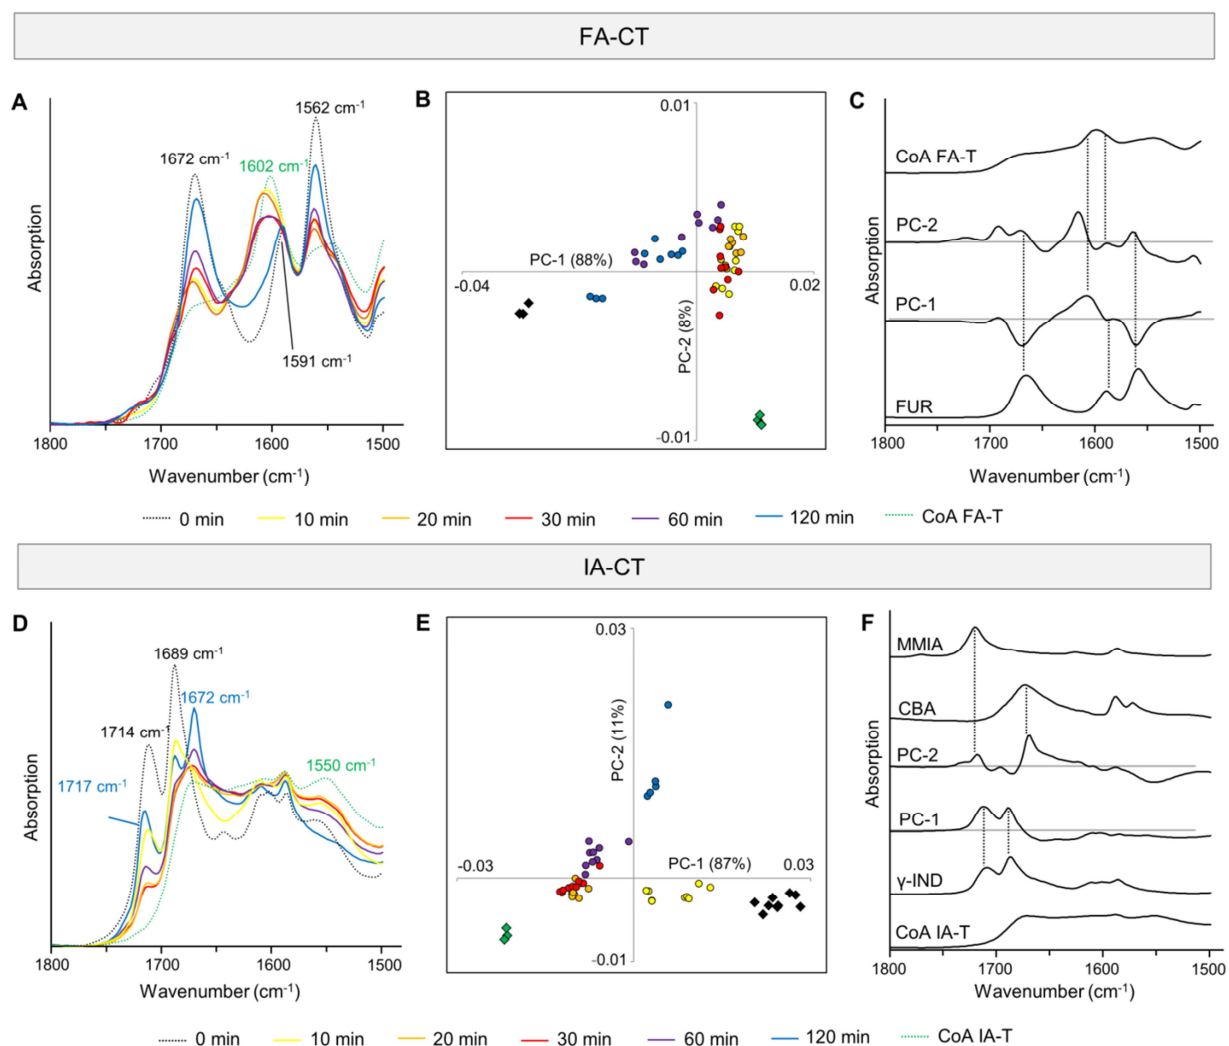 FA-CT
A
B
C
1562 cm-1
1672 cm-1
1602 cm-1
1591 cm-1
Absorption
1800 1700 1600 1500
Wavenumber (cm-1)
0.01
PC-1 (88%)
-0.04
0.02
PC-2 (8%)
-0.01
CoA FA-T
PC-2
PC-1
FUR
Absorption
1800 1700 1600 1500
Wavenumber (cm-1)
0 min 10 min 20 min 30 min 60 min 120 min CoA FA-T
IA-CT
D
E
F
1689 cm-1
1672 cm-1
1714 cm-1
1717 cm-1
1550 cm-1
Absorption
1800 1700 1600 1500
Wavenumber (cm-1)
0.03
PC-2 (11%)
PC-1 (87%)
-0.03
0.03
-0.01
MMIA
CBA
PC-2
PC-1
γ-IND
CoA IA-T
Absorption
1800 1700 1600 1500
Wavenumber (cm-1)
0 min 10 min 20 min 30 min 60 min 120 min CoA IA-T